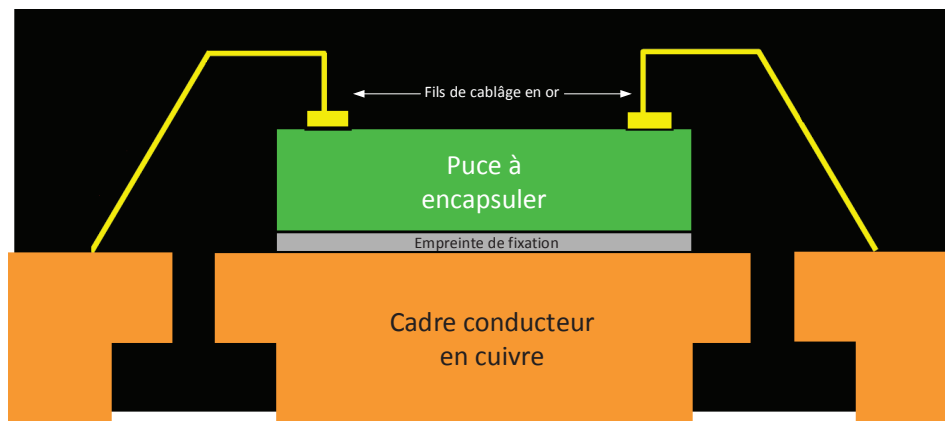 Fils de cablâge en or
Puce à
encapsuler
Empreinte de fixation
Cadre conducteur
en cuivre